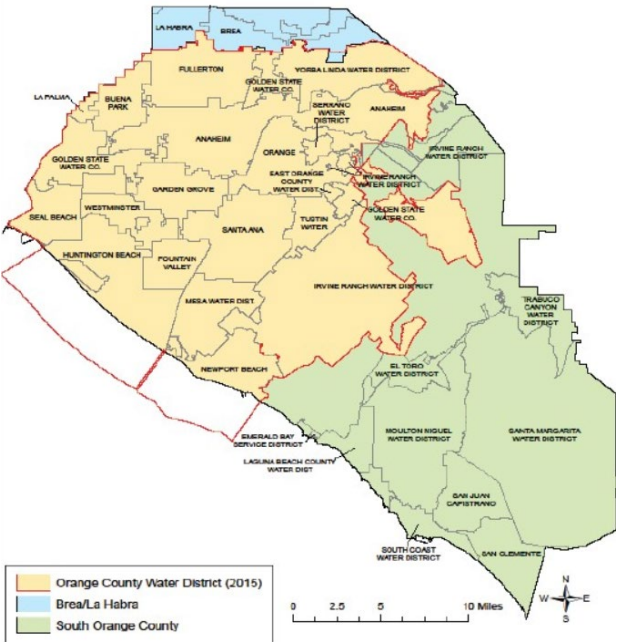 LA HABRA
BREA
FULLERTON
GOLDEN STATE
WATER CO.
YORBA LINDA WATER DISTRICT
LA PALMA
BUENA
PARK
SERRANO
WATER
DISTRICT
ANAHEIM
ANAHEIM
ORANGE
IRVINE RANCH
WATER DISTRICT
GOLDEN STATE
WATER CO.
EAST ORANGE
COUNTY
WATER DIST.
IRVINE RANCH
WATER DISTRICT
GARDEN GROVE
WESTMINSTER
GOLDEN STATE
WATER CO.
SEAL BEACH
SANTA ANA
TUSTIN
WATER
HUNTINGTON BEACH
FOUNTAIN
VALLEY
IRVINE RANCH WATER DISTRICT
MESA WATER DIST.
TRABUCO
CANYON
WATER
DISTRICT
NEWPORT BEACH
EL TORO
WATER DISTRICT
EMERALD BAY
SERVICE DISTRICT
MOULTON NIGUEL
WATER DISTRICT
SANTA MARGARITA
WATER DISTRICT
LAGUNA BEACH COUNTY
WATER DIST
SAN JUAN
CAPISTRANO
SOUTH COAST
WATER DISTRICT
SAN CLEMENTE
Orange County Water District (2015)
Brea/La Habra
South Orange County
0 2.5 5 10 Miles
N
W E
S